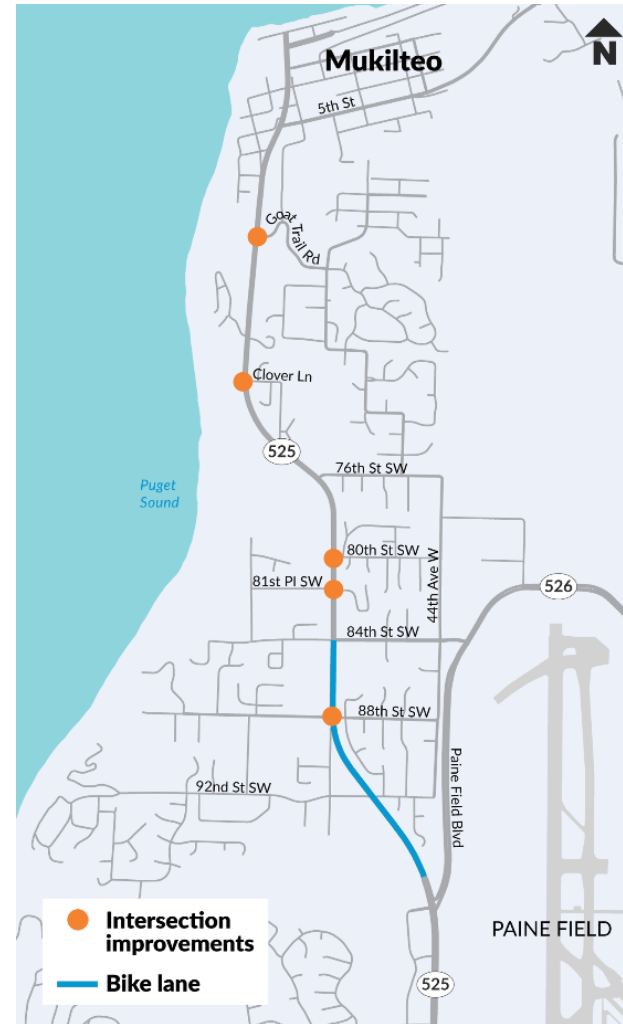 N
Mukilteo
5th St
Goat Trail Rd
Clover Ln
525
76th St SW
Puget
Sound
80th St SW
81st Pl SW
44th Ave W
526
84th St SW
88th St SW
Paine Field Blvd
92nd St SW
PAINE FIELD
525
Intersection
improvements
Bike lane